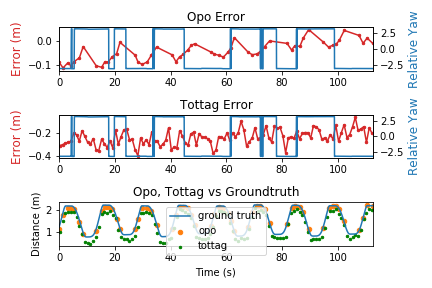 Opo Error
Error (m)
0.0
−0.1
2.5
0.0
−2.5
Relative Yaw
0 20 40 60 80 100
Tottag Error
Error (m)
−0.2
−0.4
2.5
0.0
−2.5
Relative Yaw
0 20 40 60 80 100
Opo, Tottag vs Groundtruth
Distance (m)
2
1
ground truth
opo
tottag
0 20 40 60 80 100
Time (s)